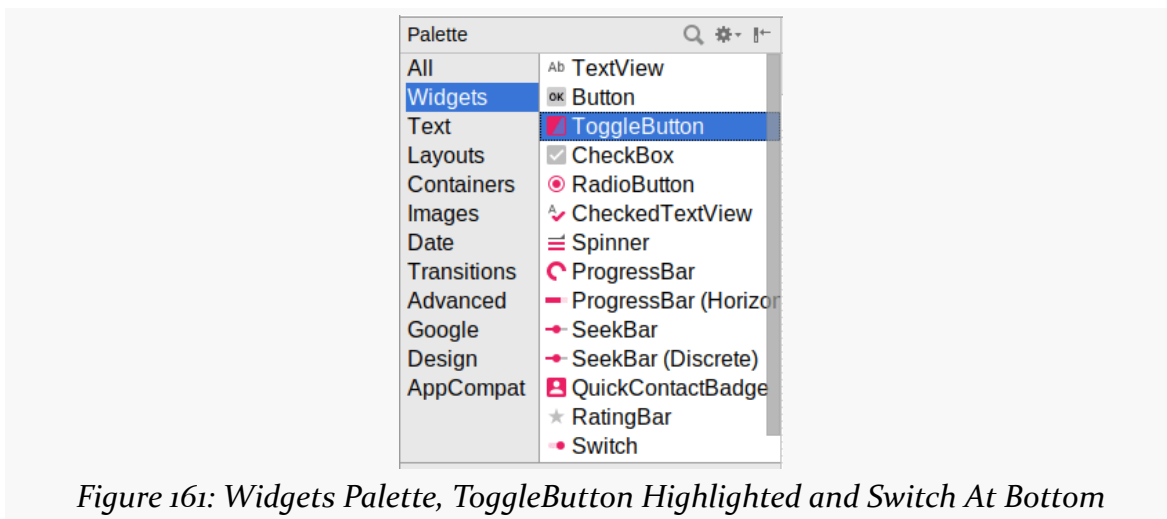 Palette
All
Widgets
Text
Layouts
Containers
Images
Date
Transitions
Advanced
Google
Design
AppCompat
Ab TextView
OK Button
ToggleButton
CheckBox
RadioButton
A CheckedTextView
Spinner
ProgressBar
ProgressBar (Horizon
SeekBar
SeekBar (Discrete)
QuickContactBadge
RatingBar
Switch
Figure 161: Widgets Palette, ToggleButton Highlighted and Switch At Bottom